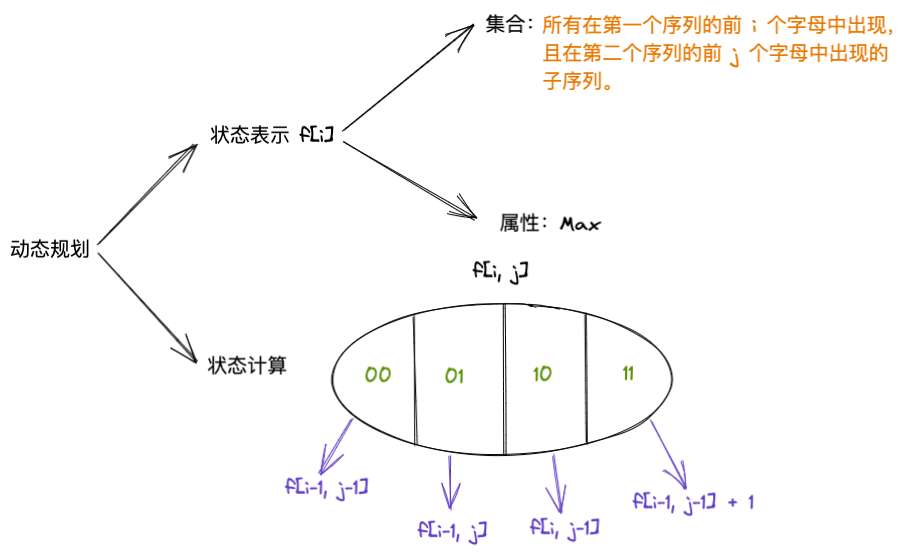 集合：所有在第一个序列的前 i 个字母中出现，
且在第二个序列的前 j 个字母中出现的
子序列。
状态表示 f[i]
属性：Max
动态规划
f[i, j]
状态计算
00 01 10 11
f[i-1, j-1]
f[i-1, j]
f[i, j-1]
f[i-1, j-1] + 1